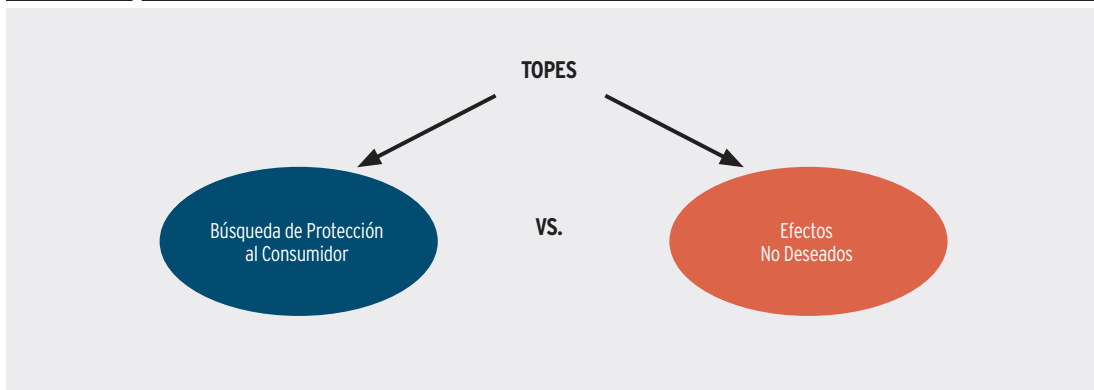 TOPES
Búsqueda de Protección
al Consumidor
VS.
Efectos
No Deseados